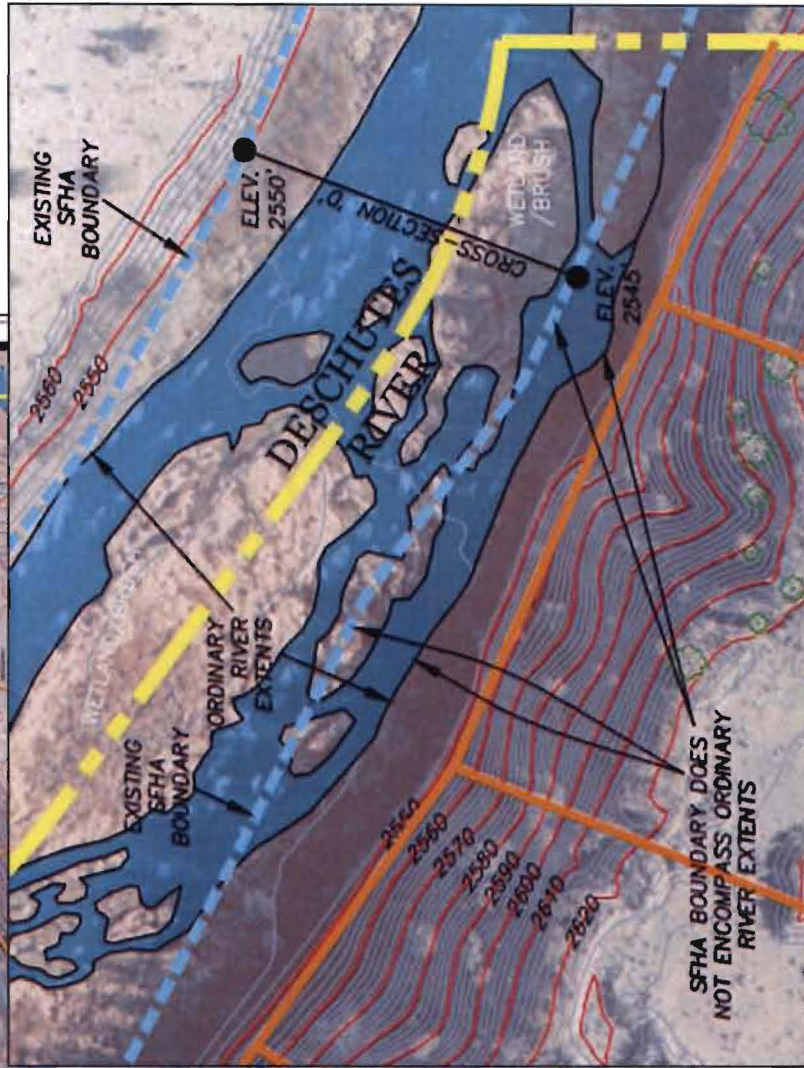 EXISTING
SFHA
BOUNDARY
2560
2550
ELEV.
2550'
CROSS-SECTION 'D'
WETLAND
/BRUSH
DESCHUTES
RIVER
ELEV.
2545
WETLAND
ORDINARY
RIVER
EXTENTS
EXISTING
SFHA
BOUNDARY
2550
2560
2570
2580
2590
2600
2610
2620
SFHA BOUNDARY DOES
NOT ENCOMPASS ORDINARY
RIVER EXTENTS